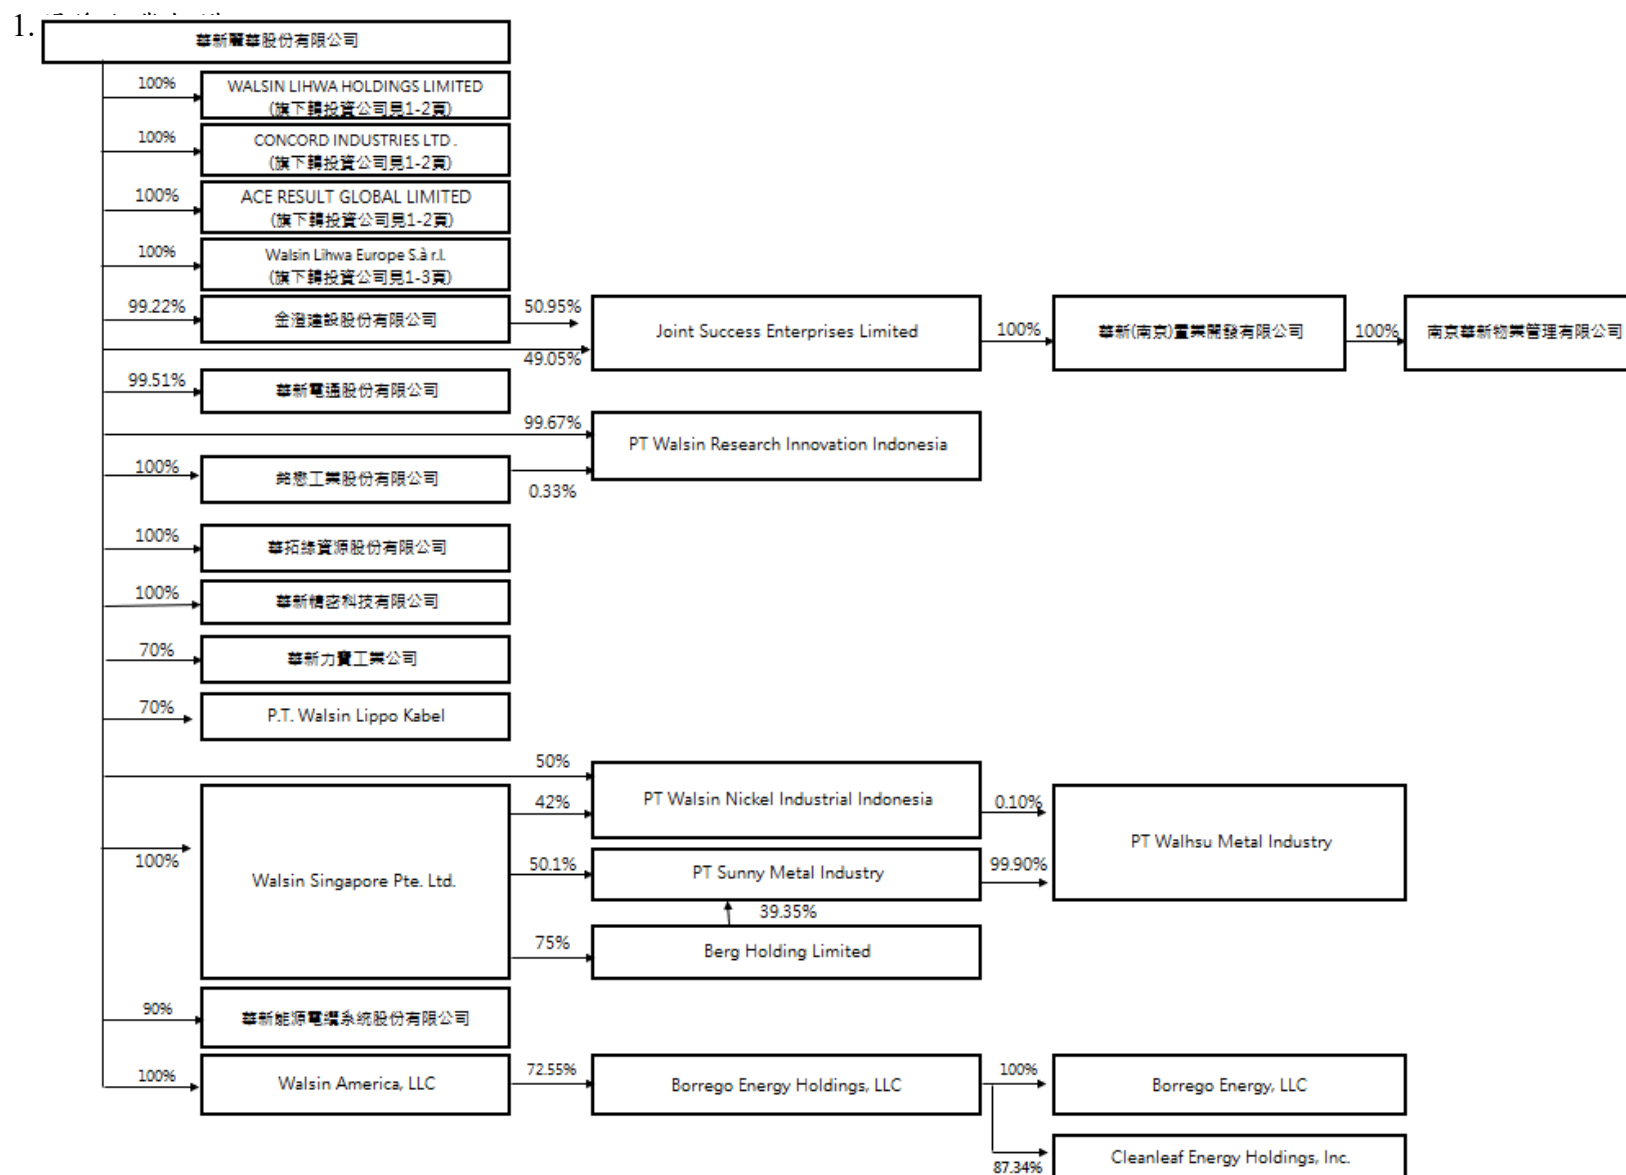 1.
華新麗華股份有限公司
100%
WALSIN LIHWA HOLDINGS LIMITED
(旗下轉投資公司見1-2頁)
100%
CONCORD INDUSTRIES LTD .
(旗下轉投資公司見1-2頁)
100%
ACE RESULT GLOBAL LIMITED
(旗下轉投資公司見1-2頁)
100%
Walsin Lihwa Europe S.à r.l.
(旗下轉投資公司見1-3頁)
99.22%
金澄建設股份有限公司
50.95%
49.05%
Joint Success Enterprises Limited
100%
華新(南京)置業開發有限公司
100%
南京華新物業管理有限公司
99.51%
華新電通股份有限公司
99.67%
PT Walsin Research Innovation Indonesia
100%
銘懋工業股份有限公司
0.33%
100%
華拓綠資源股份有限公司
100%
華新精密科技有限公司
70%
華新力寶工業公司
70%
P.T. Walsin Lippo Kabel
50%
42%
PT Walsin Nickel Industrial Indonesia
0.10%
PT Walhsu Metal Industry
100%
Walsin Singapore Pte. Ltd.
50.1%
PT Sunny Metal Industry
99.90%
39.35%
75%
Berg Holding Limited
90%
華新能源電纜系統股份有限公司
100%
Walsin America, LLC
72.55%
Borrego Energy Holdings, LLC
100%
Borrego Energy, LLC
87.34%
Cleanleaf Energy Holdings, Inc.